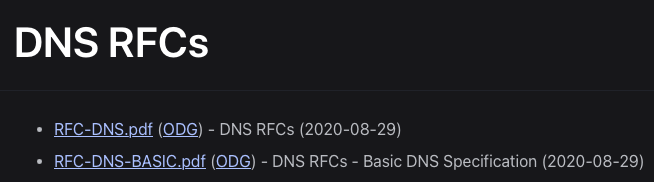 DNS RFCs
• RFC-DNS.pdf (ODG) - DNS RFCs (2020-08-29)
• RFC-DNS-BASIC.pdf (ODG) - DNS RFCs - Basic DNS Specification (2020-08-29)